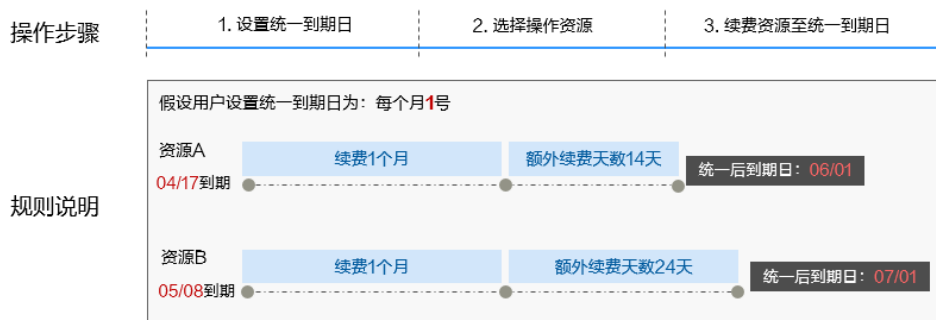 操作步骤
1. 设置统一到期日
2. 选择操作资源
3. 续费资源至统一到期日
规则说明
假设用户设置统一到期日为：每个月1号
资源A
04/17到期
续费1个月
额外续费天数14天
统一后到期日：06/01
资源B
05/08到期
续费1个月
额外续费天数24天
统一后到期日：07/01